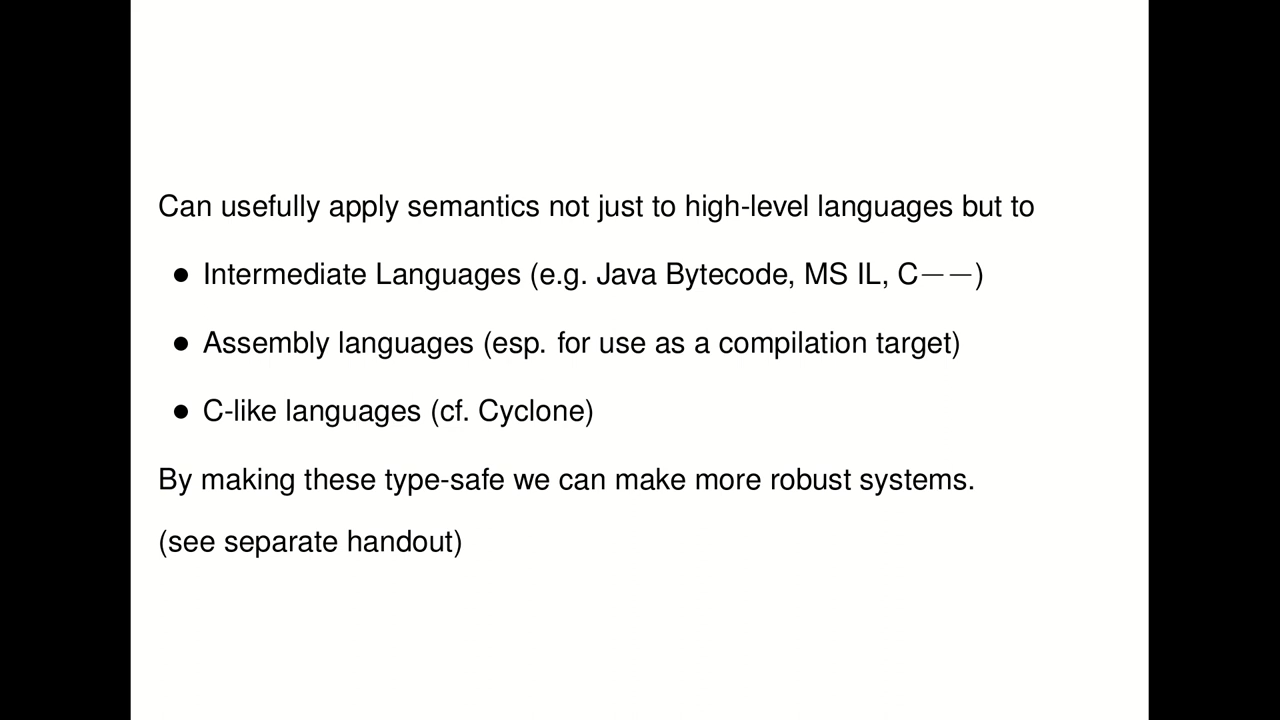 Can usefully apply semantics not just to high-level languages but to
● Intermediate Languages (e.g. Java Bytecode, MS IL, C−−)
● Assembly languages (esp. for use as a compilation target)
● C-like languages (cf. Cyclone)
By making these type-safe we can make more robust systems.
(see separate handout)